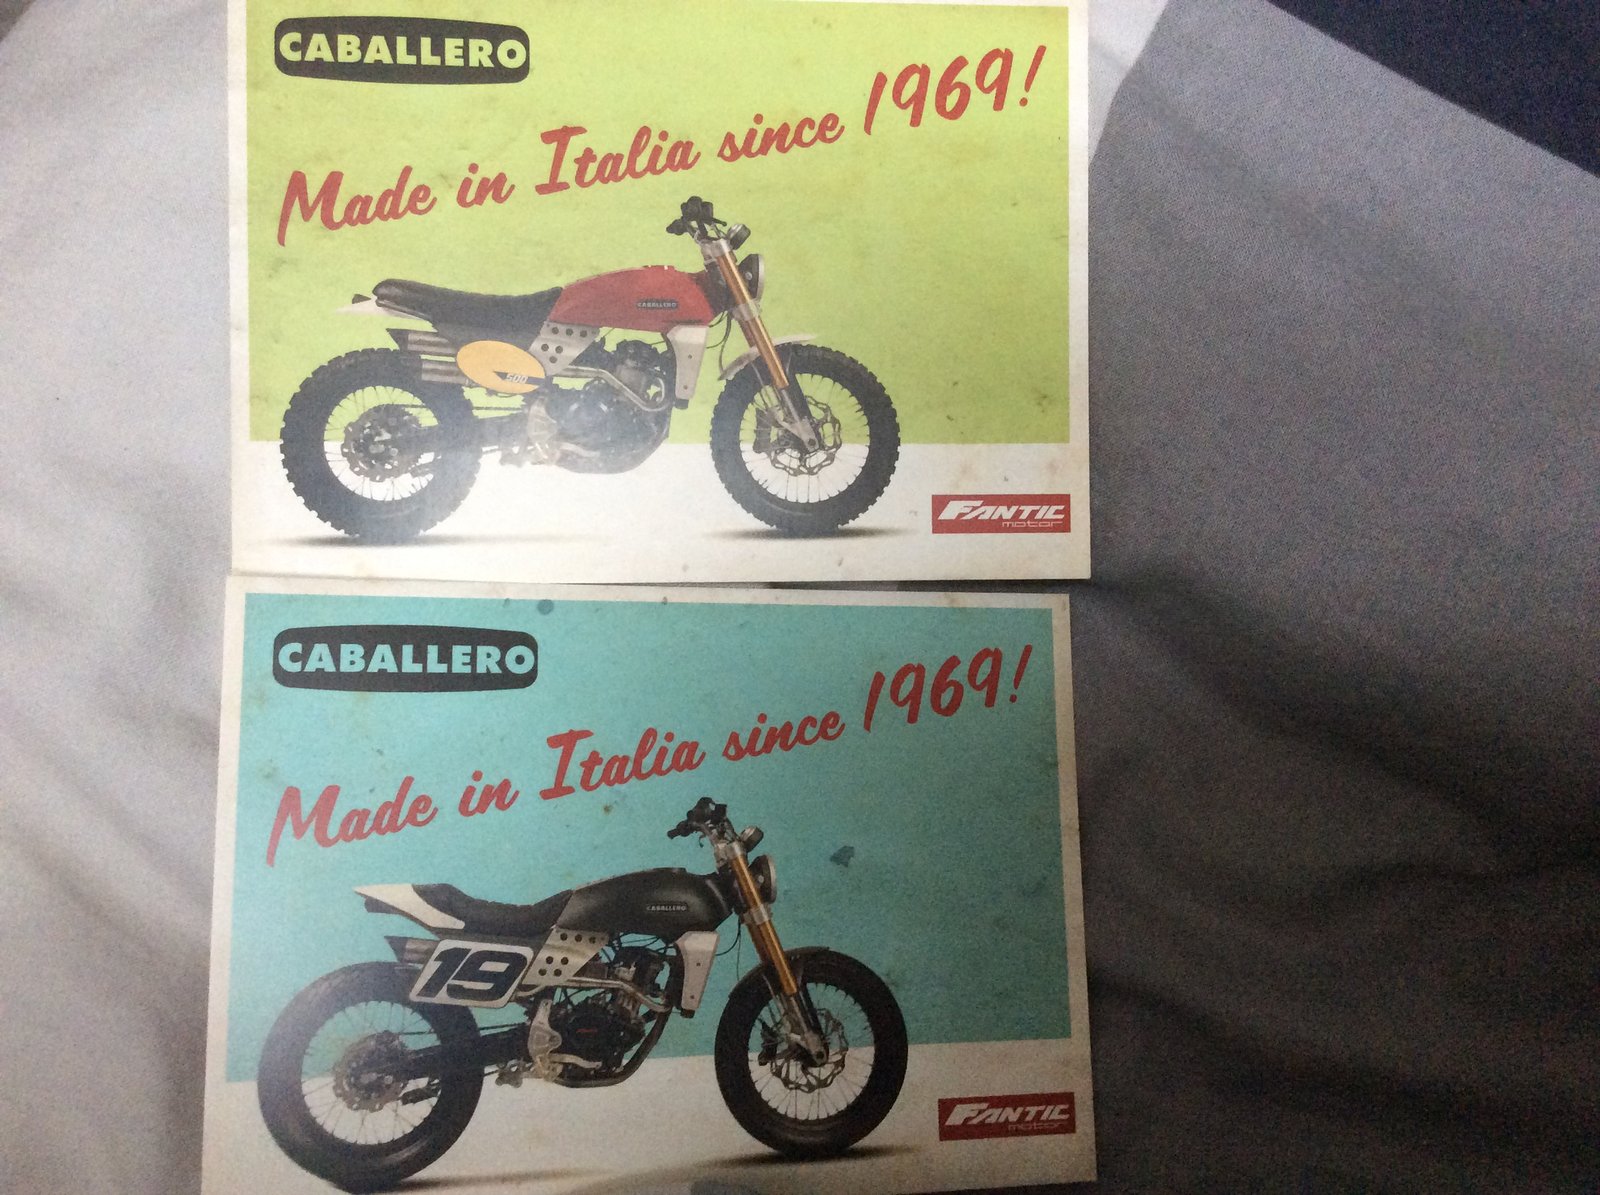 CABALLERO
Made in Italia since 1969!
CABALLERO
500
FANTIC
motor
CABALLERO
Made in Italia since 1969!
CABALLERO
19
FANTIC
motor